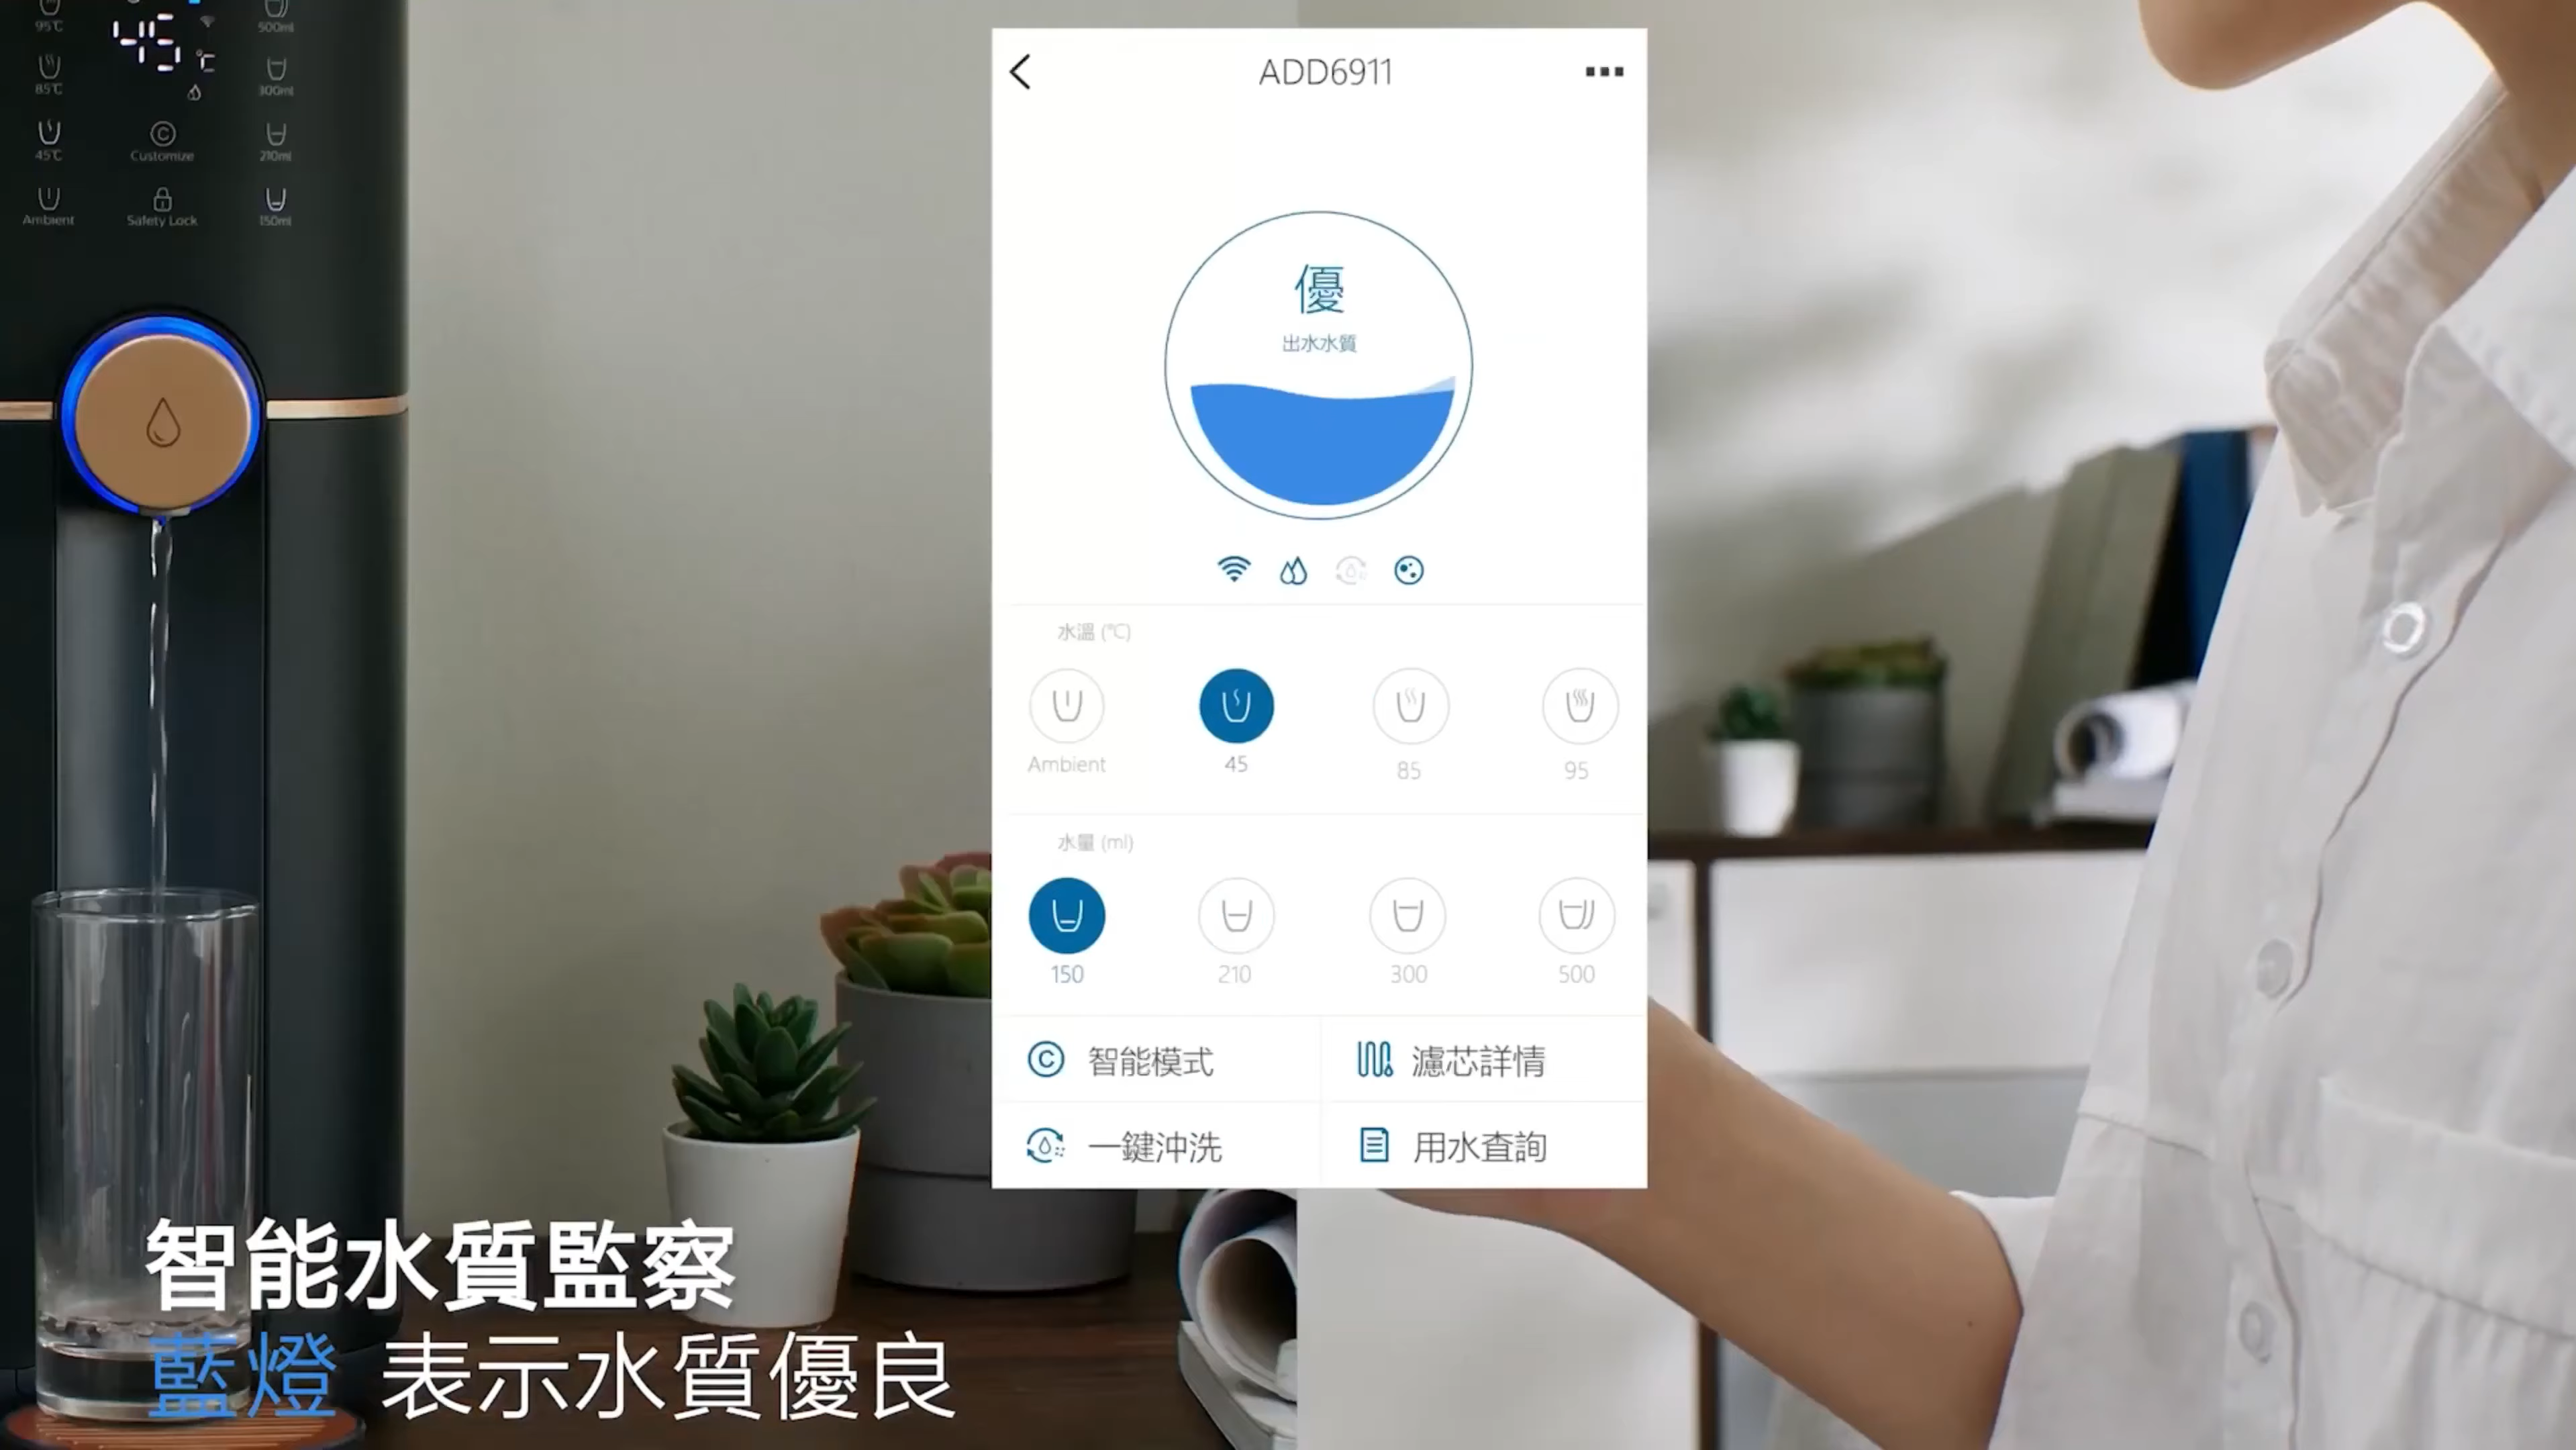 95℃
500ml
45
℃
85℃
300ml
45℃
Customize
210ml
Ambient
Safety Lock
150ml
ADD6911
優
出水水質
水溫 (℃)
Ambient
45
85
95
水量 (ml)
150
210
300
500
智能模式
濾芯詳情
一鍵沖洗
用水查詢
智能水質監察
藍燈 表示水質優良